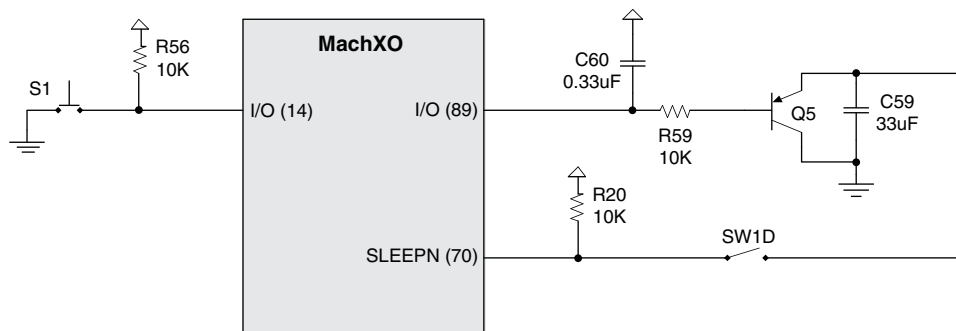 MachXO
R56
10K
S1
I/O (14)
I/O (89)
C60
0.33uF
R59
10K
Q5
C59
33uF
R20
10K
SLEEPN (70)
SW1D